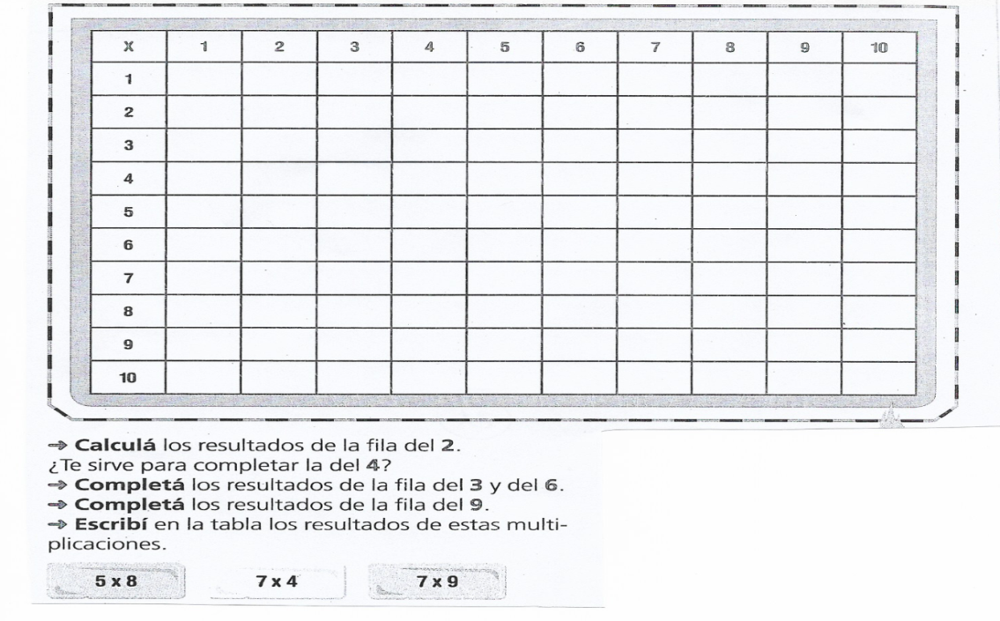 X 1 2 3 4 5 6 7 8 9 10
1
2
3
4
5
6
7
8
9
10
⇒ Calculá los resultados de la fila del 2.
¿Te sirve para completar la del 4?
⇒ Completá los resultados de la fila del 3 y del 6.
⇒ Completá los resultados de la fila del 9.
⇒ Escribí en la tabla los resultados de estas multi-
plicaciones.
5 x 8 7 x 4 7 x 9